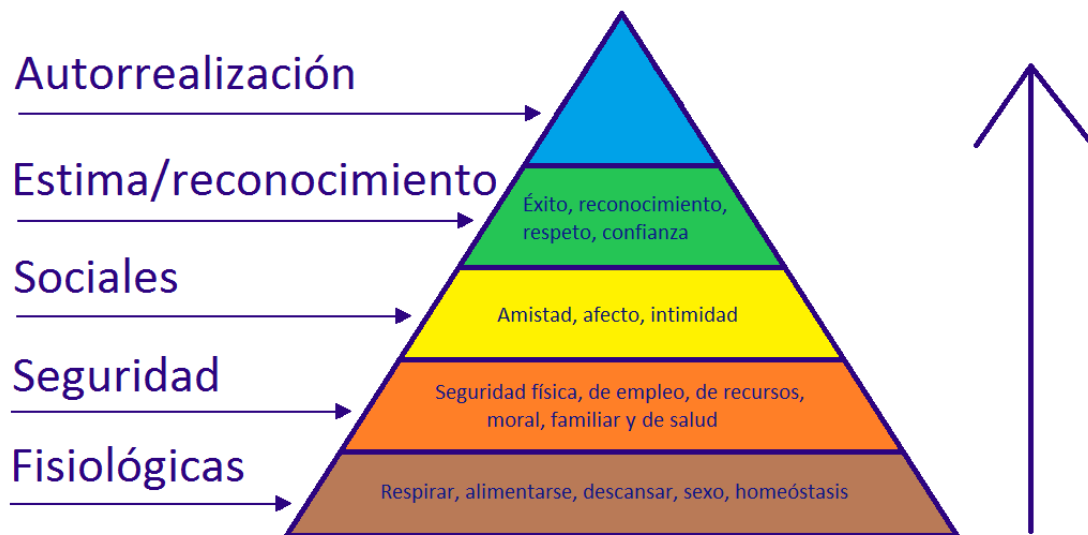 Autorrealización
Estima/reconocimiento
Éxito, reconocimiento,
respeto, confianza
Sociales
Amistad, afecto, intimidad
Seguridad
Seguridad física, de empleo, de recursos,
moral, familiar y de salud
Fisiológicas
Respirar, alimentarse, descansar, sexo, homeóstasis